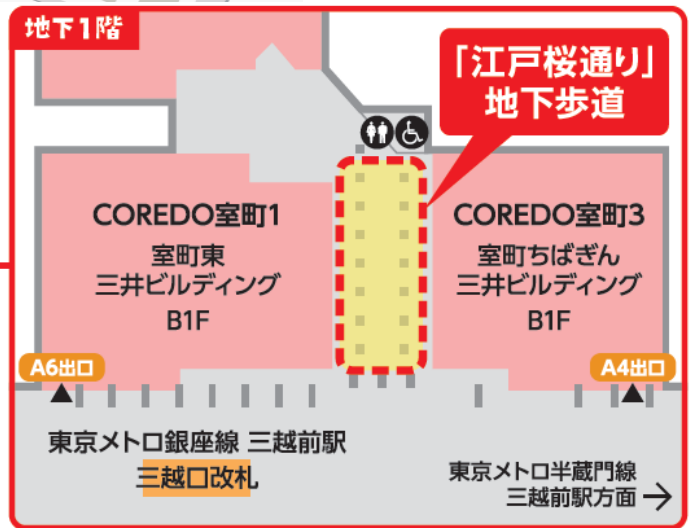 地下1階
「江戸桜通り」
地下歩道
COREDO室町1
室町東
三井ビルディング
B1F
COREDO室町3
室町ちばぎん
三井ビルディング
B1F
A6出口
A4出口
東京メトロ銀座線 三越前駅
三越口改札
東京メトロ半蔵門線
三越前駅方面→